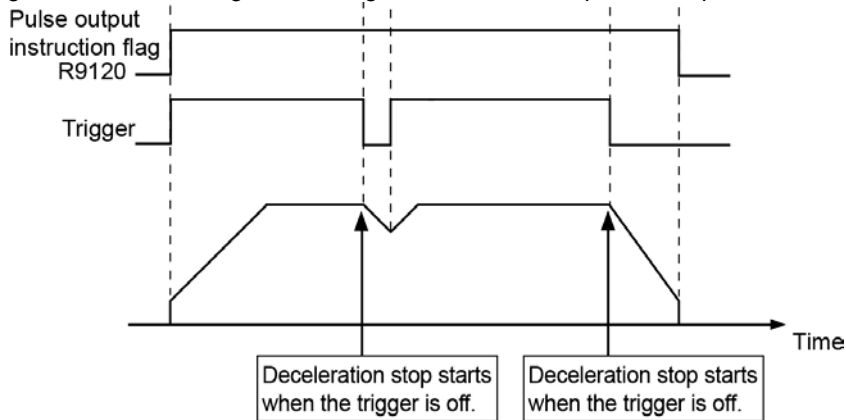 Pulse output
instruction flag
R9120
Trigger
Time
Deceleration stop starts
when the trigger is off.
Deceleration stop starts
when the trigger is off.